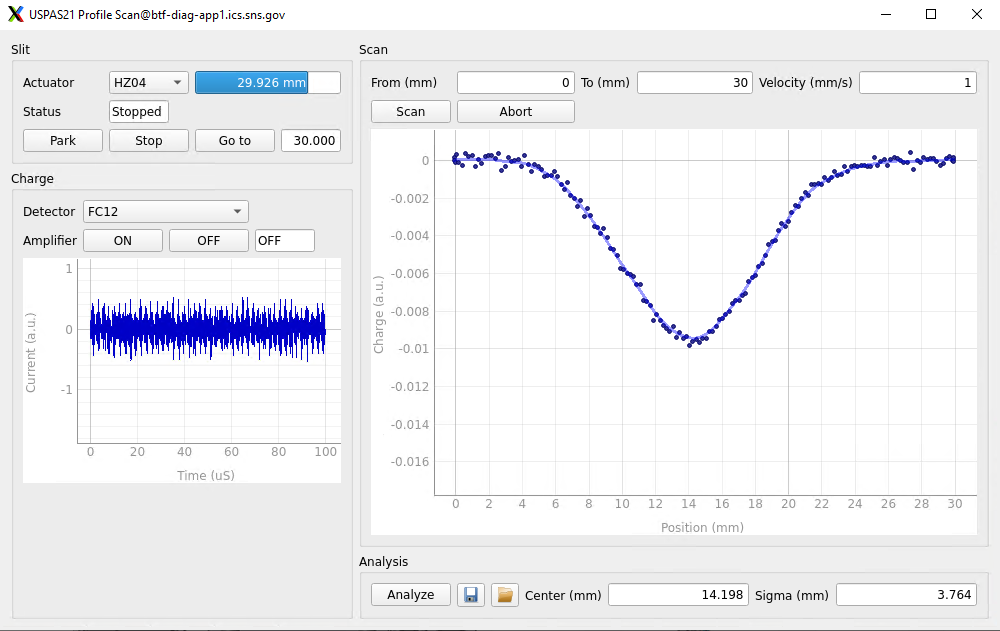 USPAS21 Profile Scan@btf-diag-app1.ics.sns.gov
Slit
Actuator HZ04 29.926 mm
Status Stopped
Park Stop Go to 30.000
Charge
Detector FC12
Amplifier ON OFF OFF
1
0
-1
Current (a.u.)
0 20 40 60 80 100
Time (uS)
Scan
From (mm) 0 To (mm) 30 Velocity (mm/s) 1
Scan Abort
0
-0.002
-0.004
-0.006
-0.008
-0.01
-0.012
-0.014
-0.016
Charge (a.u.)
0 2 4 6 8 10 12 14 16 18 20 22 24 26 28 30
Position (mm)
Analysis
Analyze Center (mm) 14.198 Sigma (mm) 3.764